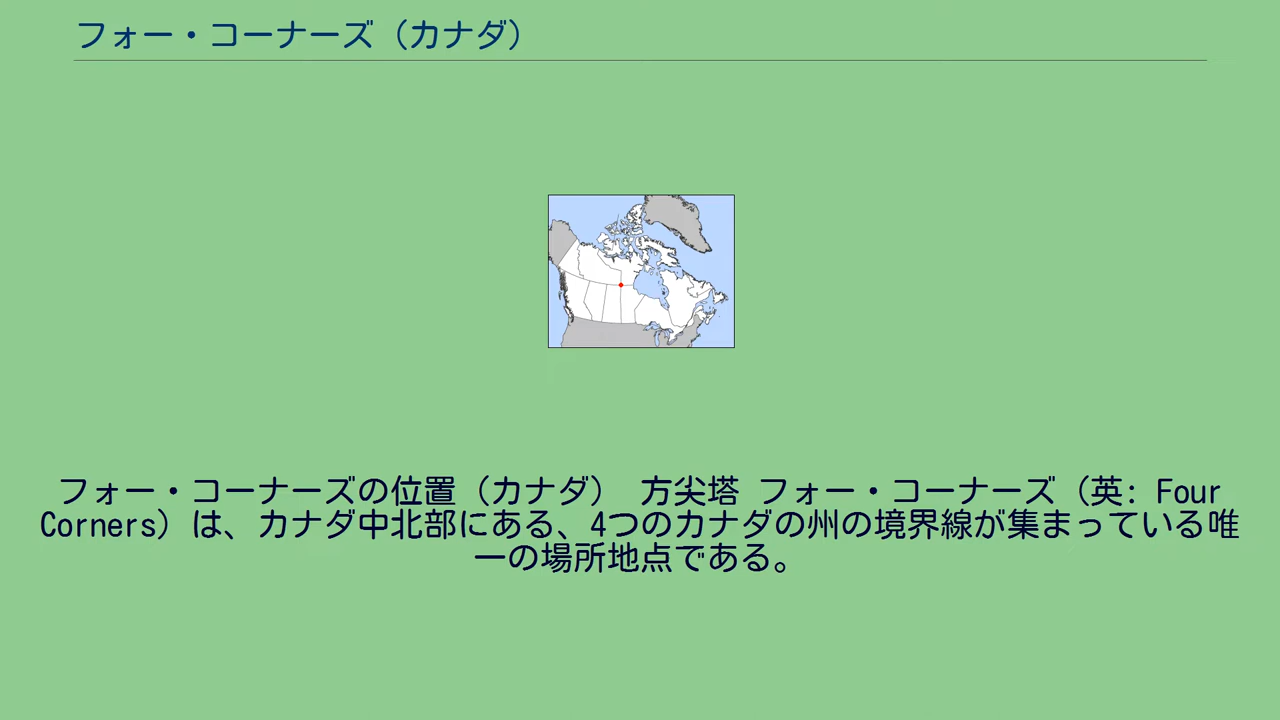 フォー・コーナーズ（カナダ）
フォー・コーナーズの位置（カナダ） 方尖塔 フォー・コーナーズ（英: Four
Corners）は、カナダ中北部にある、4つのカナダの州の境界線が集まっている唯
一の場所地点である。